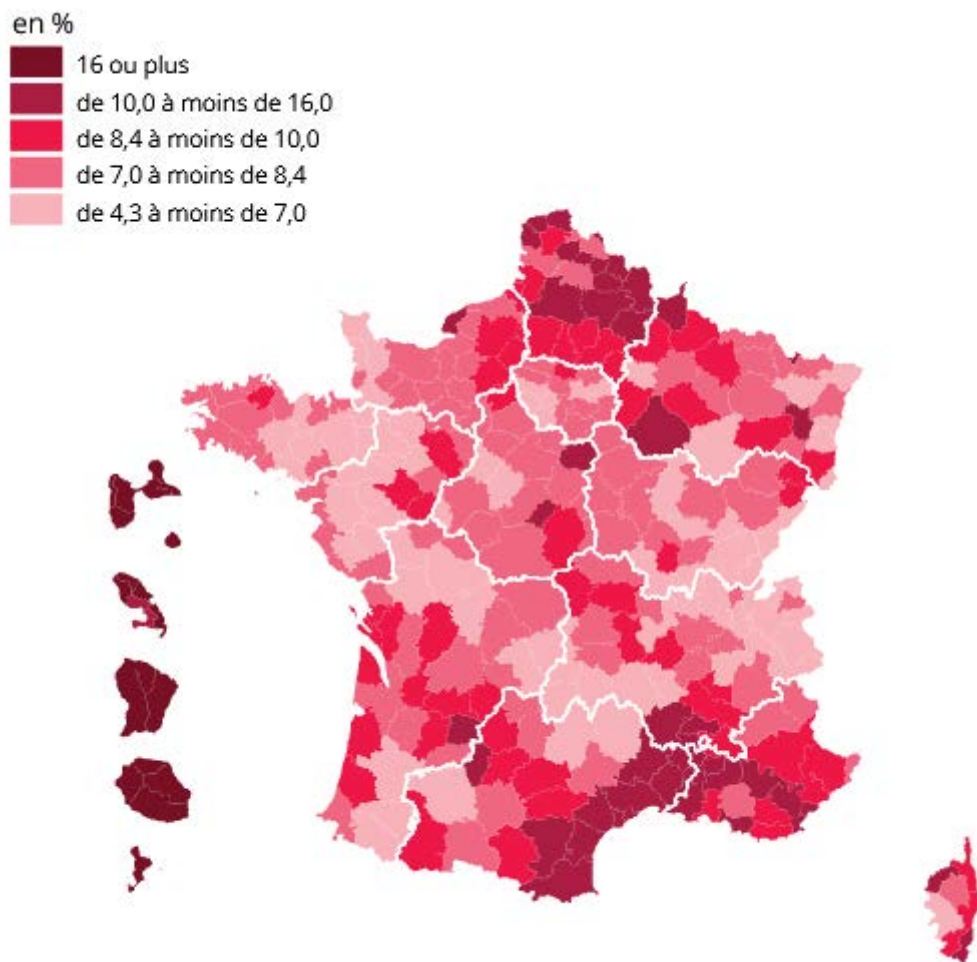 en %
16 ou plus
de 10,0 à moins de 16,0
de 8,4 à moins de 10,0
de 7,0 à moins de 8,4
de 4,3 à moins de 7,0